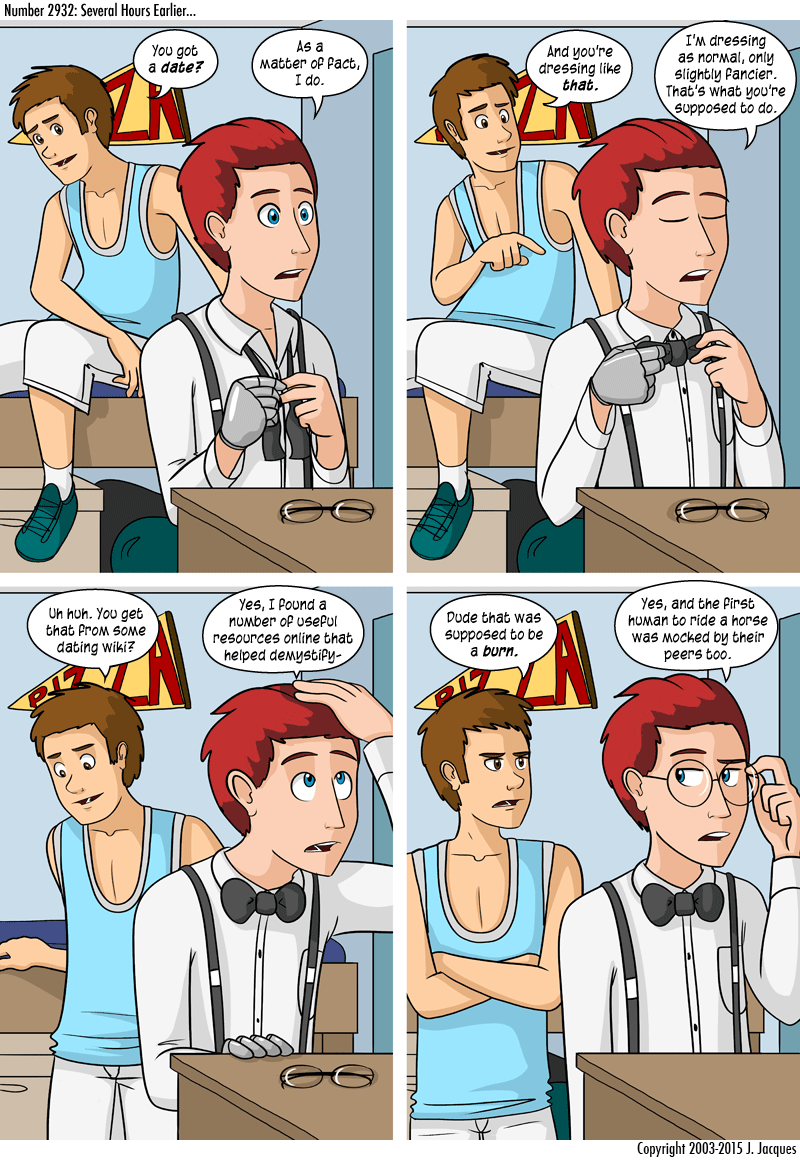 Number 2932: Several Hours Earlier...
You got
a date?
As a
matter of fact,
I do.
And you're
dressing like
that.
I'm dressing
as normal, only
slightly fancier.
That's what you're
supposed to do.
ZA
Uh huh. You get
that from some
dating wiki?
Yes, I found a
number of useful
resources online that
helped demystify-
PIZZA
Dude that was
supposed to be
a burn.
Yes, and the first
human to ride a horse
was mocked by their
peers too.
PIZZA
Copyright 2003-2015 J. Jacques